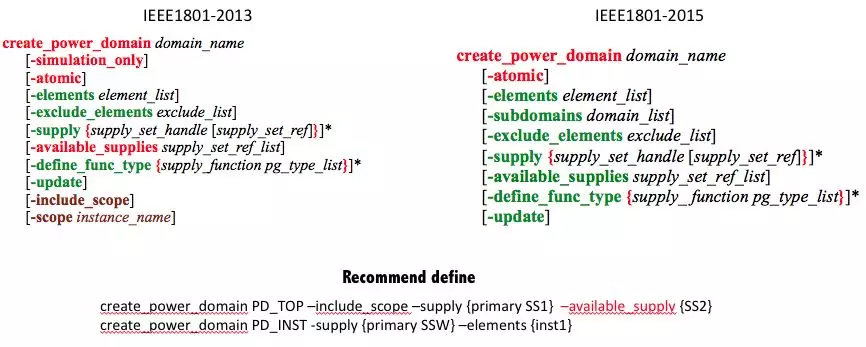 IEEE1801-2013
create_power_domain domain_name
[-simulation_only]
[-atomic]
[-elements element_list]
[-exclude_elements exclude_list]
[-supply {supply_set_handle [supply_set_ref]}]*
[-available_supplies supply_set_ref_list]
[-define_func_type {supply_function pg_type_list}]*
[-update]
[-include_scope]
[-scope instance_name]
IEEE1801-2015
create_power_domain domain_name
[-atomic]
[-elements element_list]
[-subdomains domain_list]
[-exclude_elements exclude_list]
[-supply {supply_set_handle [supply_set_ref]}]*
[-available_supplies supply_set_ref_list]
[-define_func_type {supply_function pg_type_list}]*
[-update]
Recommend define
create_power_domain PD_TOP –include_scope –supply {primary SS1} –available_supply {SS2}
create_power_domain PD_INST -supply {primary SSW} –elements {inst1}